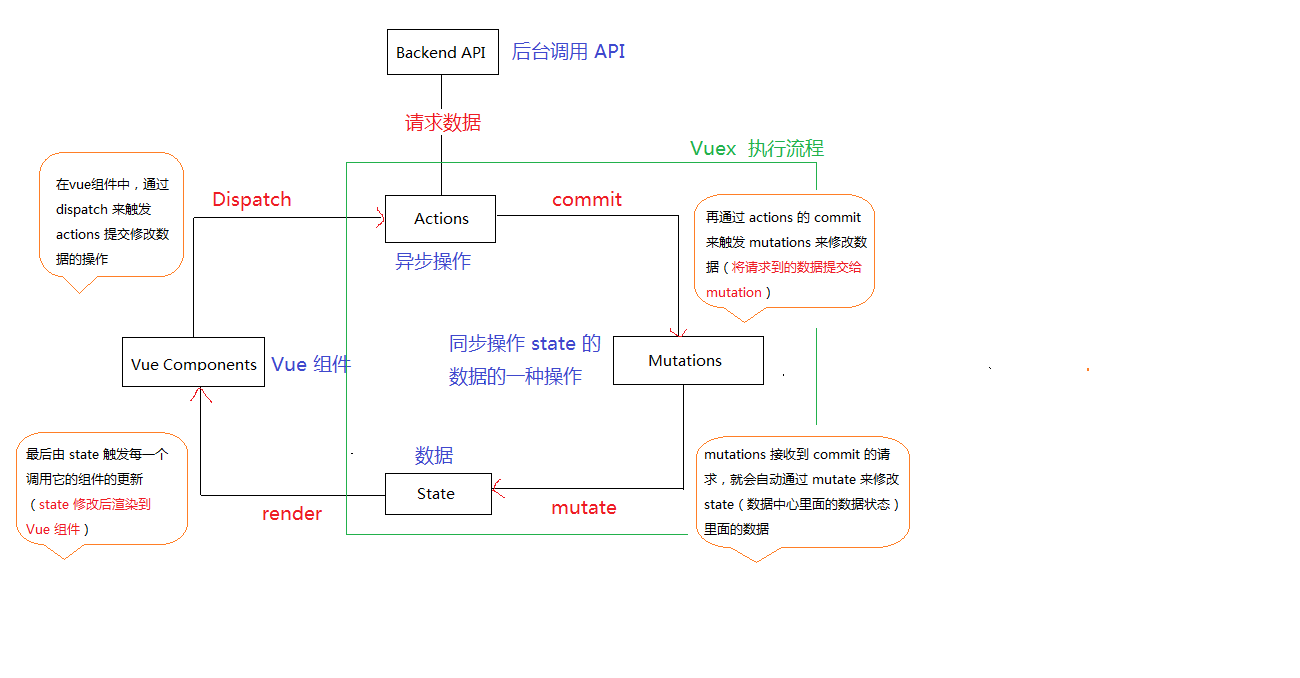 Backend API
后台调用 API
请求数据
Vuex 执行流程
在vue组件中，通过
dispatch 来触发
actions 提交修改数
据的操作
Dispatch
Actions
异步操作
commit
再通过 actions 的 commit
来触发 mutations 来修改数
据（将请求到的数据提交给
mutation）
Vue Components
Vue 组件
同步操作 state 的
数据的一种操作
Mutations
最后由 state 触发每一个
调用它的组件的更新
（state 修改后渲染到
Vue 组件）
render
数据
State
mutate
mutations 接收到 commit 的请
求，就会自动通过 mutate 来修改
state（数据中心里面的数据状态）
里面的数据